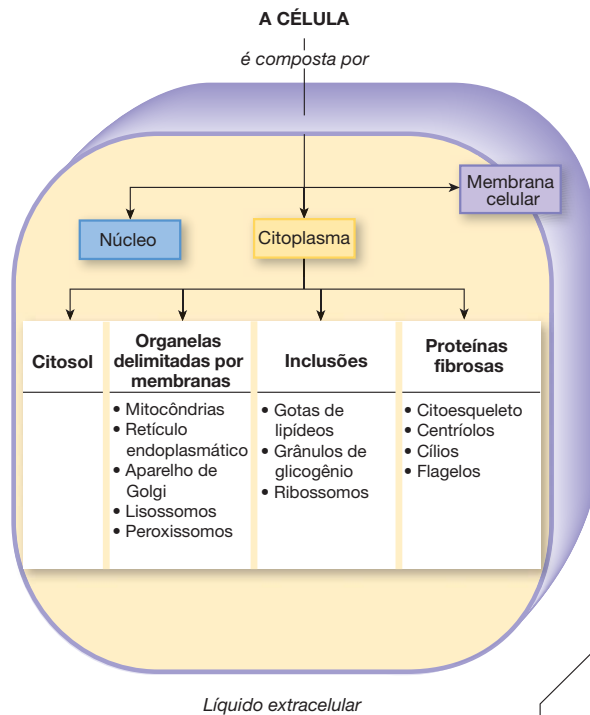 A CÉLULA
é composta por
Membrana
celular
Núcleo
Citoplasma
Citosol
Organelas
delimitadas por
membranas
• Mitocôndrias
• Retículo
endoplasmático
• Aparelho de
Golgi
• Lisossomos
• Peroxissomos
Inclusões
• Gotas de
lipídeos
• Grânulos de
glicogênio
• Ribossomos
Proteínas
fibrosas
• Citoesqueleto
• Centríolos
• Cílios
• Flagelos
Líquido extracelular